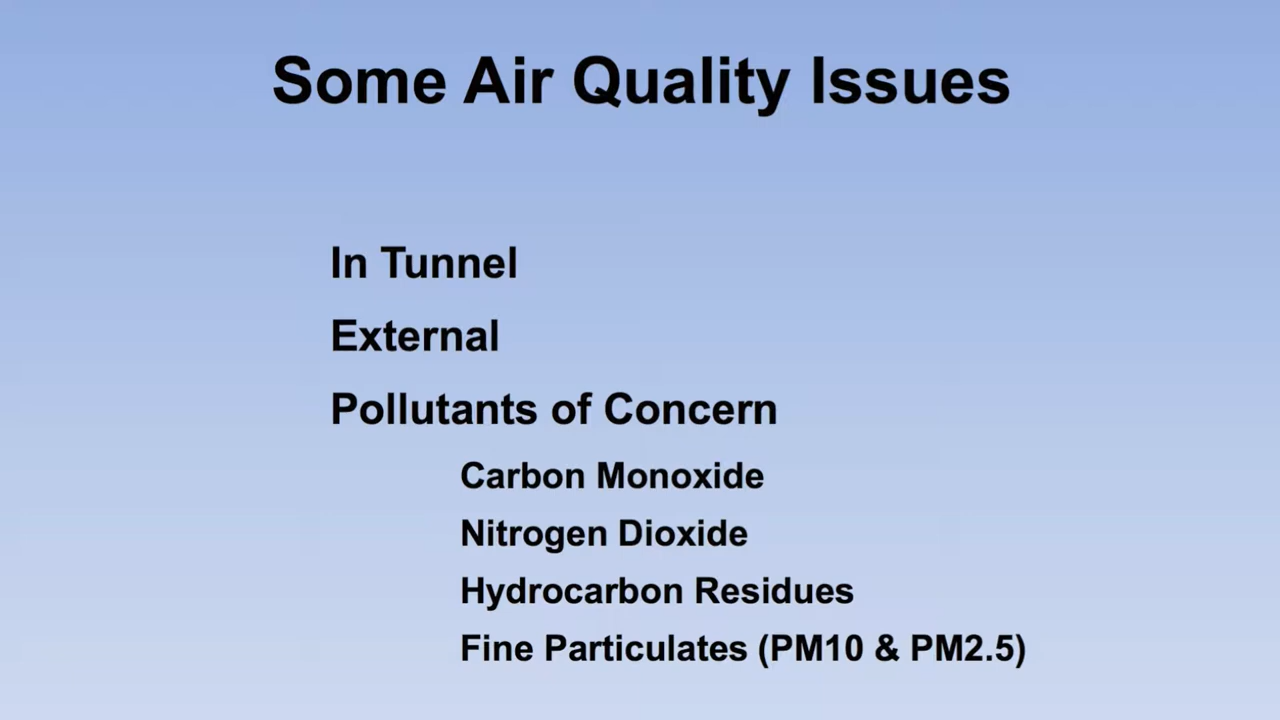 Some Air Quality Issues
In Tunnel
External
Pollutants of Concern
Carbon Monoxide
Nitrogen Dioxide
Hydrocarbon Residues
Fine Particulates (PM10 & PM2.5)